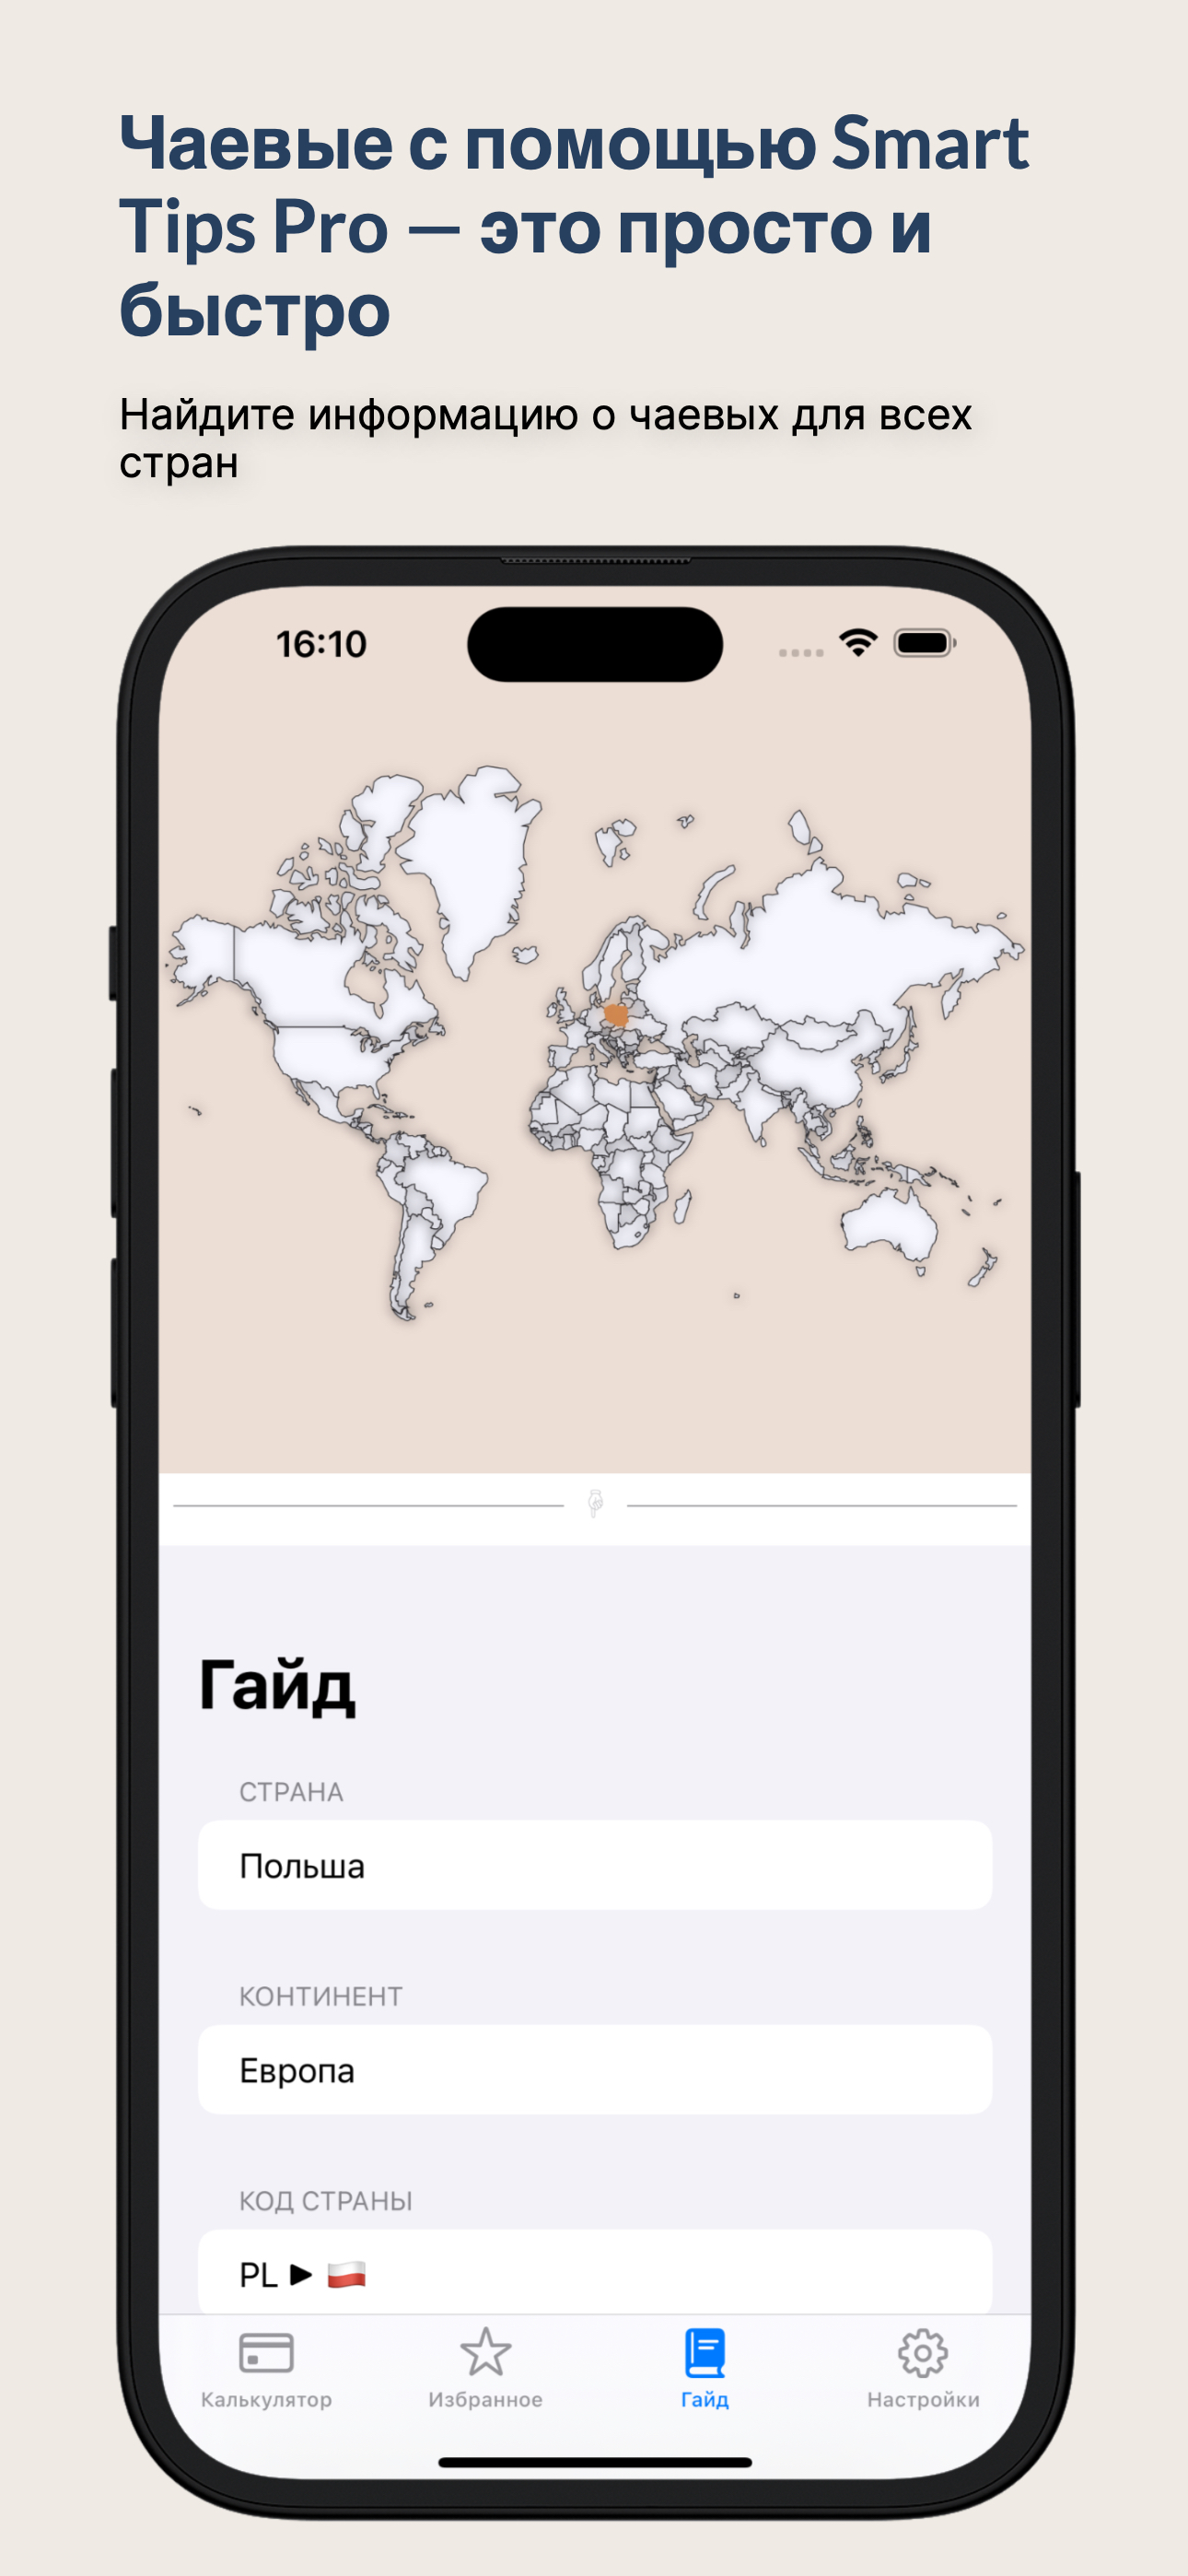 Чаевые с помощью Smart
Tips Pro — это просто и
быстро
Найдите информацию о чаевых для всех
стран
16:10
Гайд
СТРАНА
Польша
КОНТИНЕНТ
Европа
КОД СТРАНЫ
PL ► 🇵🇱
Калькулятор
Избранное
Гайд
Настройки